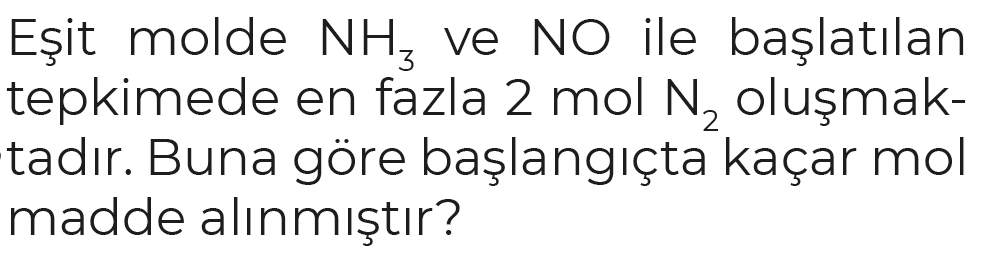 Eşit molde NH₃ ve NO ile başlatılan
tepkimede en fazla 2 mol N₂ oluşmak-
tadır. Buna göre başlangıçta kaçar mol
madde alınmıştır?